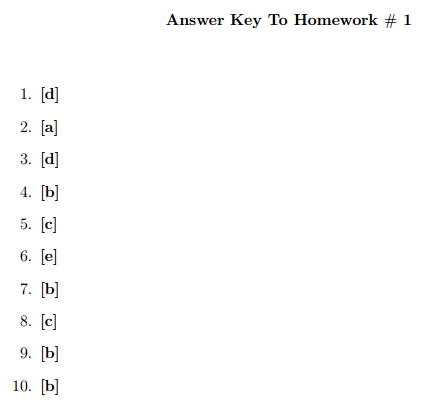 Answer Key To Homework # 1
1. [d]
2. [a]
3. [d]
4. [b]
5. [c]
6. [e]
7. [b]
8. [c]
9. [b]
10. [b]